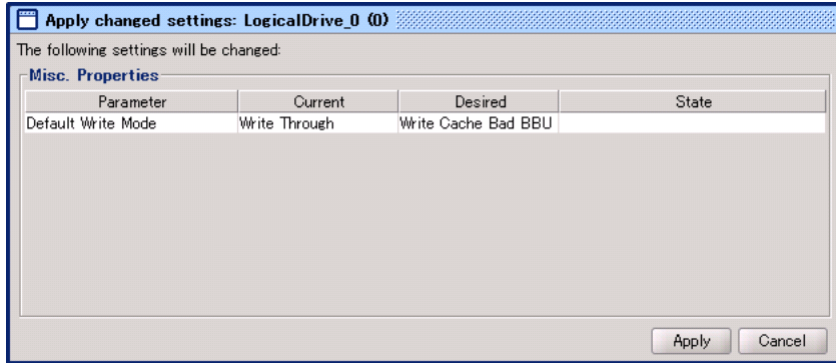 Apply changed settings: LogicalDrive_0 (0)
The following settings will be changed:
Misc. Properties
Parameter Current Desired State
Default Write Mode Write Through Write Cache Bad BBU
Apply Cancel